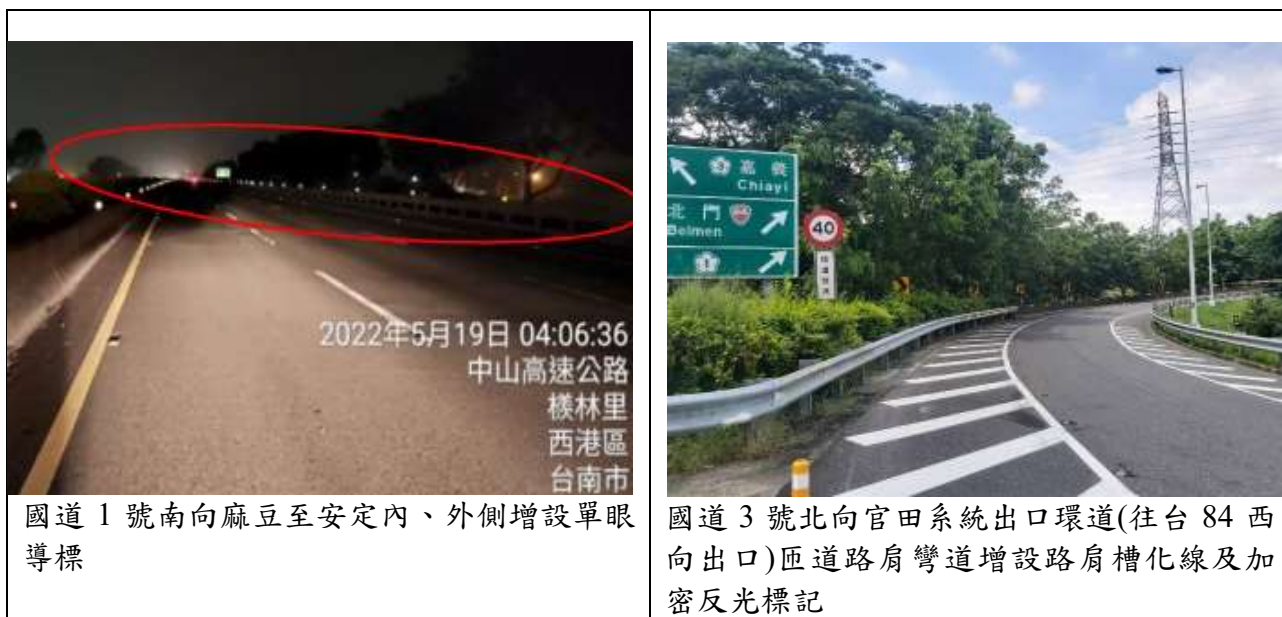 2022年5月19日 04:06:36
中山高速公路
檨林里
西港區
台南市
國道 1 號南向麻豆至安定內、外側增設單眼
導標
3 嘉義
Chiayi
北門
Beimen
1
40
國道 3 號北向官田系統出口環道(往台 84 西
向出口)匝道路肩彎道增設路肩槽化線及加
密反光標記